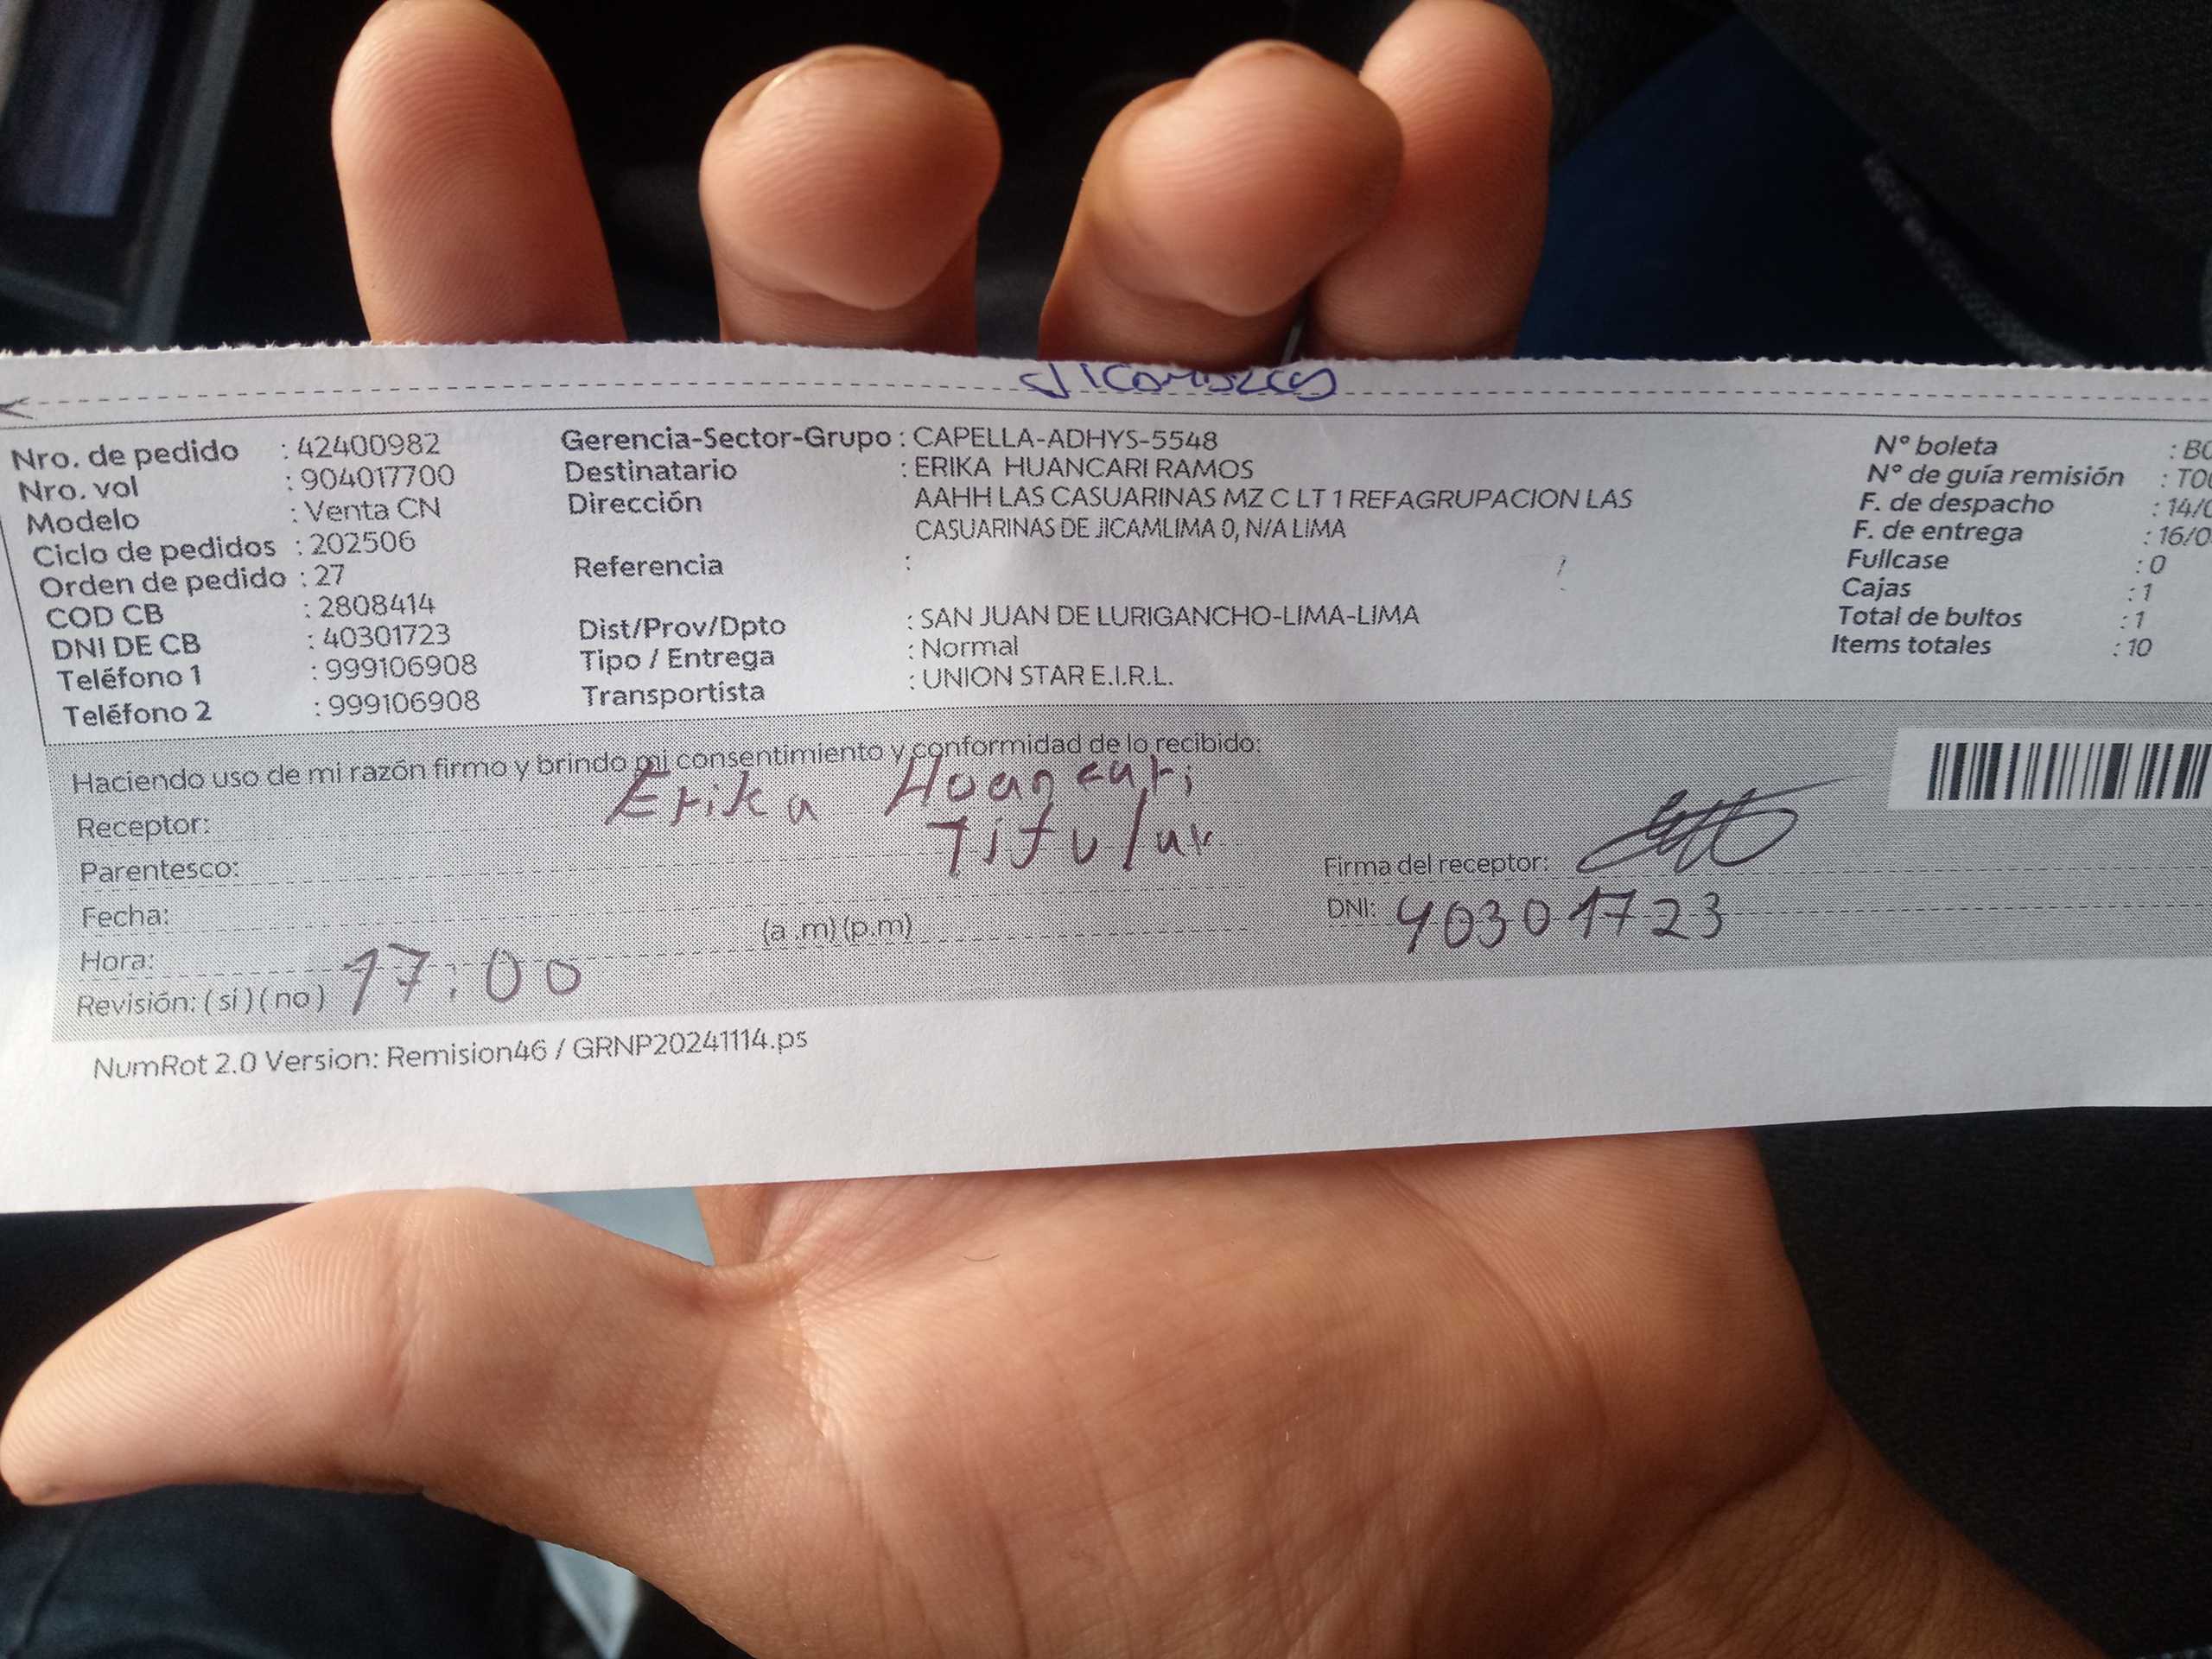 Nro. de pedido : 42400982
Nro. vol : 904017700
Modelo : Venta CN
Ciclo de pedidos : 202506
Orden de pedido : 27
COD CB : 2808414
DNI DE CB : 40301723
Teléfono 1 : 999106908
Teléfono 2 : 999106908
Gerencia-Sector-Grupo : CAPELLA-ADHYS-5548
Destinatario : ERIKA HUANCARI RAMOS
Dirección AAHH LAS CASUARINAS MZ C LT 1 REFAGRUPACION LAS
CASUARINAS DE JICAMLIMA 0, N/A LIMA
Referencia :
Dist/Prov/Dpto : SAN JUAN DE LURIGANCHO-LIMA-LIMA
Tipo / Entrega : Normal
Transportista : UNION STAR E.I.R.L.
N° boleta : B0
N° de guía remisión : T00
F. de despacho : 14/0
F. de entrega : 16/0
Fullcase : 0
Cajas : 1
Total de bultos : 1
Items totales : 10
Haciendo uso de mi razón firmo y brindo mi consentimiento y conformidad de lo recibido:
Receptor: Erika Huancari
Parentesco: Titular
Fecha:
Hora: 17:00 (a .m) (p.m)
Revisión: (si) (no)
Firma del receptor:
DNI: 40301723
NumRot 2.0 Version: Remision46 / GRNP20241114.ps